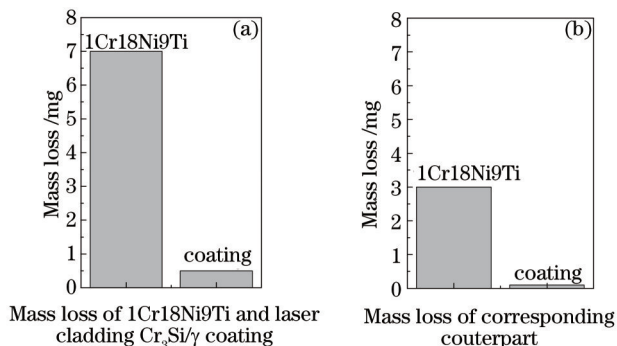 (a)
8
7
6
5
4
3
2
1
0
Mass loss /mg
1Cr18Ni9Ti
coating
Mass loss of 1Cr18Ni9Ti and laser
cladding Cr₃Si/γ coating
(b)
8
7
6
5
4
3
2
1
0
Mass loss /mg
1Cr18Ni9Ti
coating
Mass loss of corresponding
couterpart